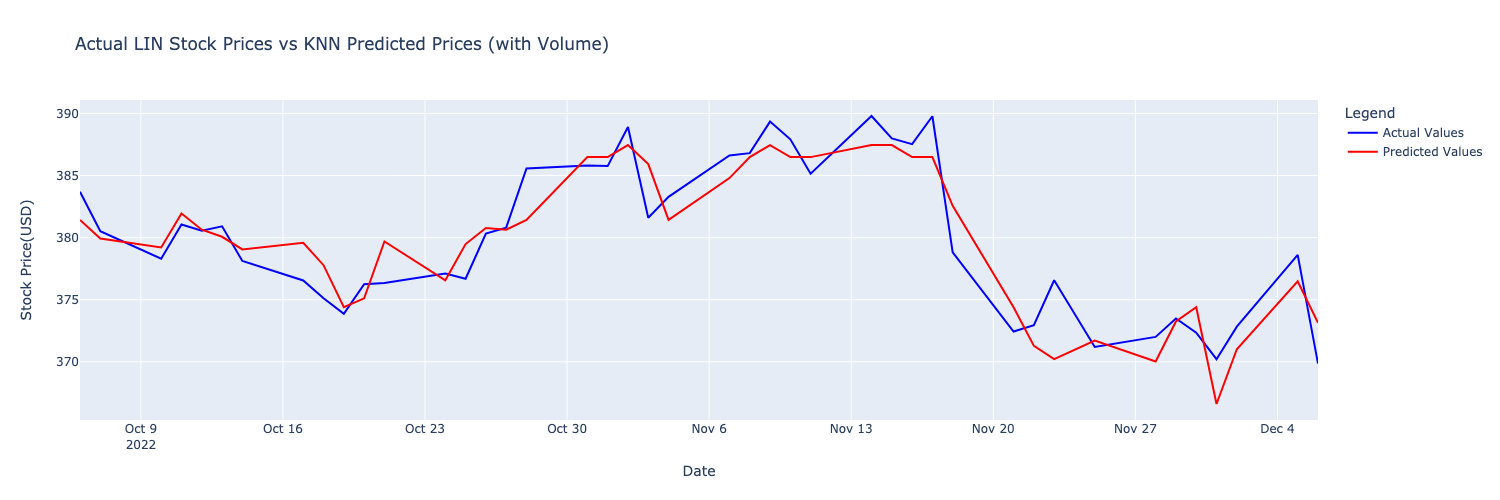 Actual LIN Stock Prices vs KNN Predicted Prices (with Volume)
Legend
Actual Values
Predicted Values
Stock Price(USD)
390
385
380
375
370
Oct 9
2022
Oct 16
Oct 23
Oct 30
Nov 6
Nov 13
Nov 20
Nov 27
Dec 4
Date